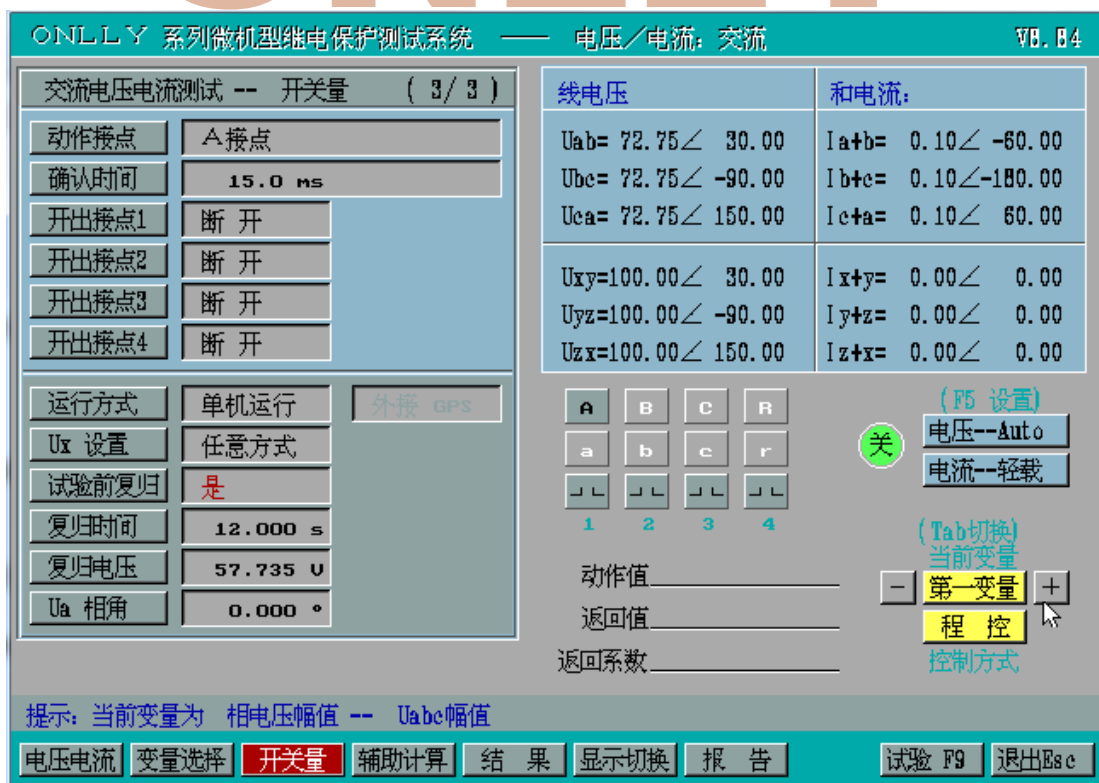 ONLLY 系列微机型继电保护测试系统 —— 电压/电流: 交流 V8.84
交流电压电流测试 -- 开关量 ( 3/ 3 )
动作接点 A接点
确认时间 15.0 ms
开出接点1 断 开
开出接点2 断 开
开出接点3 断 开
开出接点4 断 开
运行方式 单机运行 外接 GPS
Ux 设置 任意方式
试验前复归 是
复归时间 12.000 s
复归电压 57.735 V
Ua 相角 0.000 °
线电压
Uab= 72.75∠ 30.00
Ubc= 72.75∠ -90.00
Uca= 72.75∠ 150.00
Uxy=100.00∠ 30.00
Uyz=100.00∠ -90.00
Uzx=100.00∠ 150.00
和电流:
Ia+b= 0.10∠ -60.00
Ib+c= 0.10∠-180.00
Ic+a= 0.10∠ 60.00
Ix+y= 0.00∠ 0.00
Iy+z= 0.00∠ 0.00
Iz+x= 0.00∠ 0.00
A B C R
a b c r
1 2 3 4
动作值
返回值
返回系数
(F5 设置)
关 电压--Auto
电流--轻载
(Tab切换)
当前变量
- 第一变量 +
程 控
控制方式
提示: 当前变量为 相电压幅值 -- Uabc幅值
电压电流 变量选择 开关量 辅助计算 结 果 显示切换 报 告 试验 F9 退出Esc